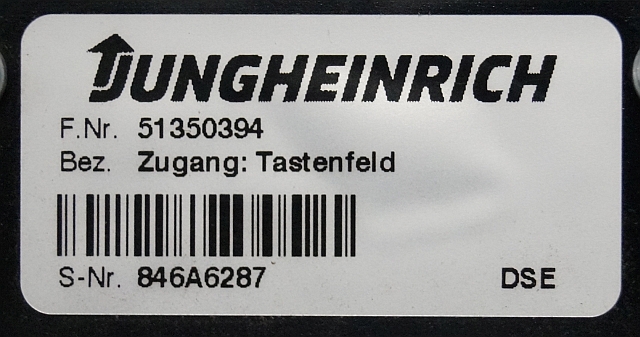 JUNGHEINRICH
F.Nr. 51350394
Bez. Zugang: Tastenfeld
S-Nr. 846A6287 DSE